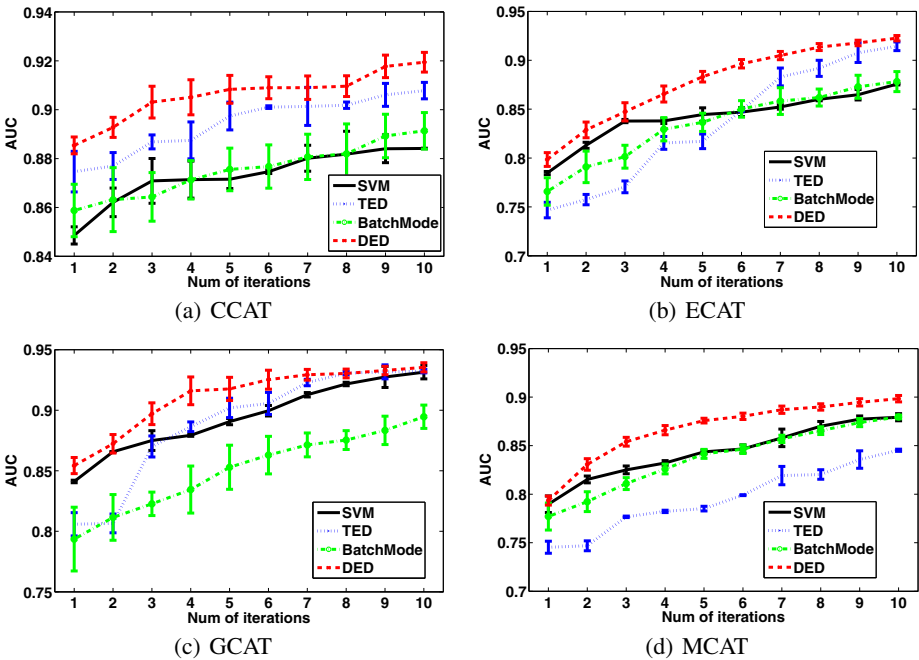 0.94
0.92
0.9
0.88
0.86
0.84
AUC
1 2 3 4 5 6 7 8 9 10
Num of iterations
SVM
TED
BatchMode
DED
(a) CCAT
0.95
0.9
0.85
0.8
0.75
0.7
AUC
1 2 3 4 5 6 7 8 9 10
Num of iterations
SVM
TED
BatchMode
DED
(b) ECAT
0.95
0.9
0.85
0.8
0.75
AUC
1 2 3 4 5 6 7 8 9 10
Num of iterations
SVM
TED
BatchMode
DED
(c) GCAT
0.95
0.9
0.85
0.8
0.75
0.7
AUC
1 2 3 4 5 6 7 8 9 10
Num of iterations
SVM
TED
BatchMode
DED
(d) MCAT